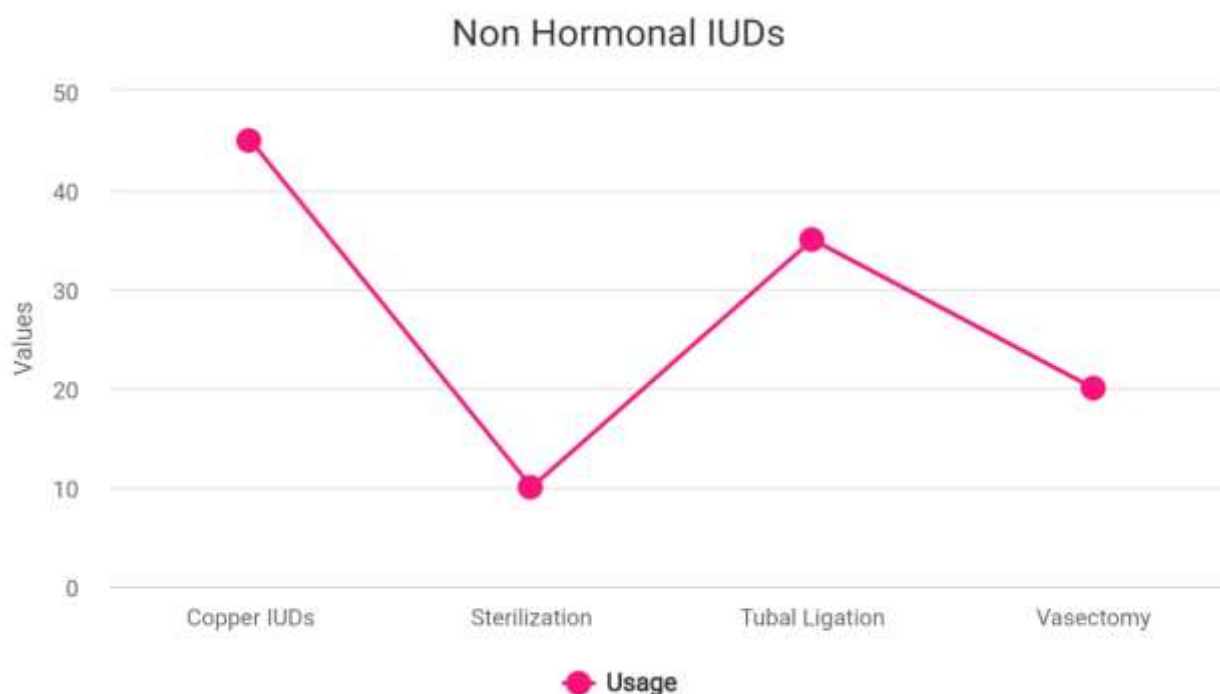 Non Hormonal IUDs
50
40
30
20
10
0
Values
Copper IUDs
Sterilization
Tubal Ligation
Vasectomy
Usage